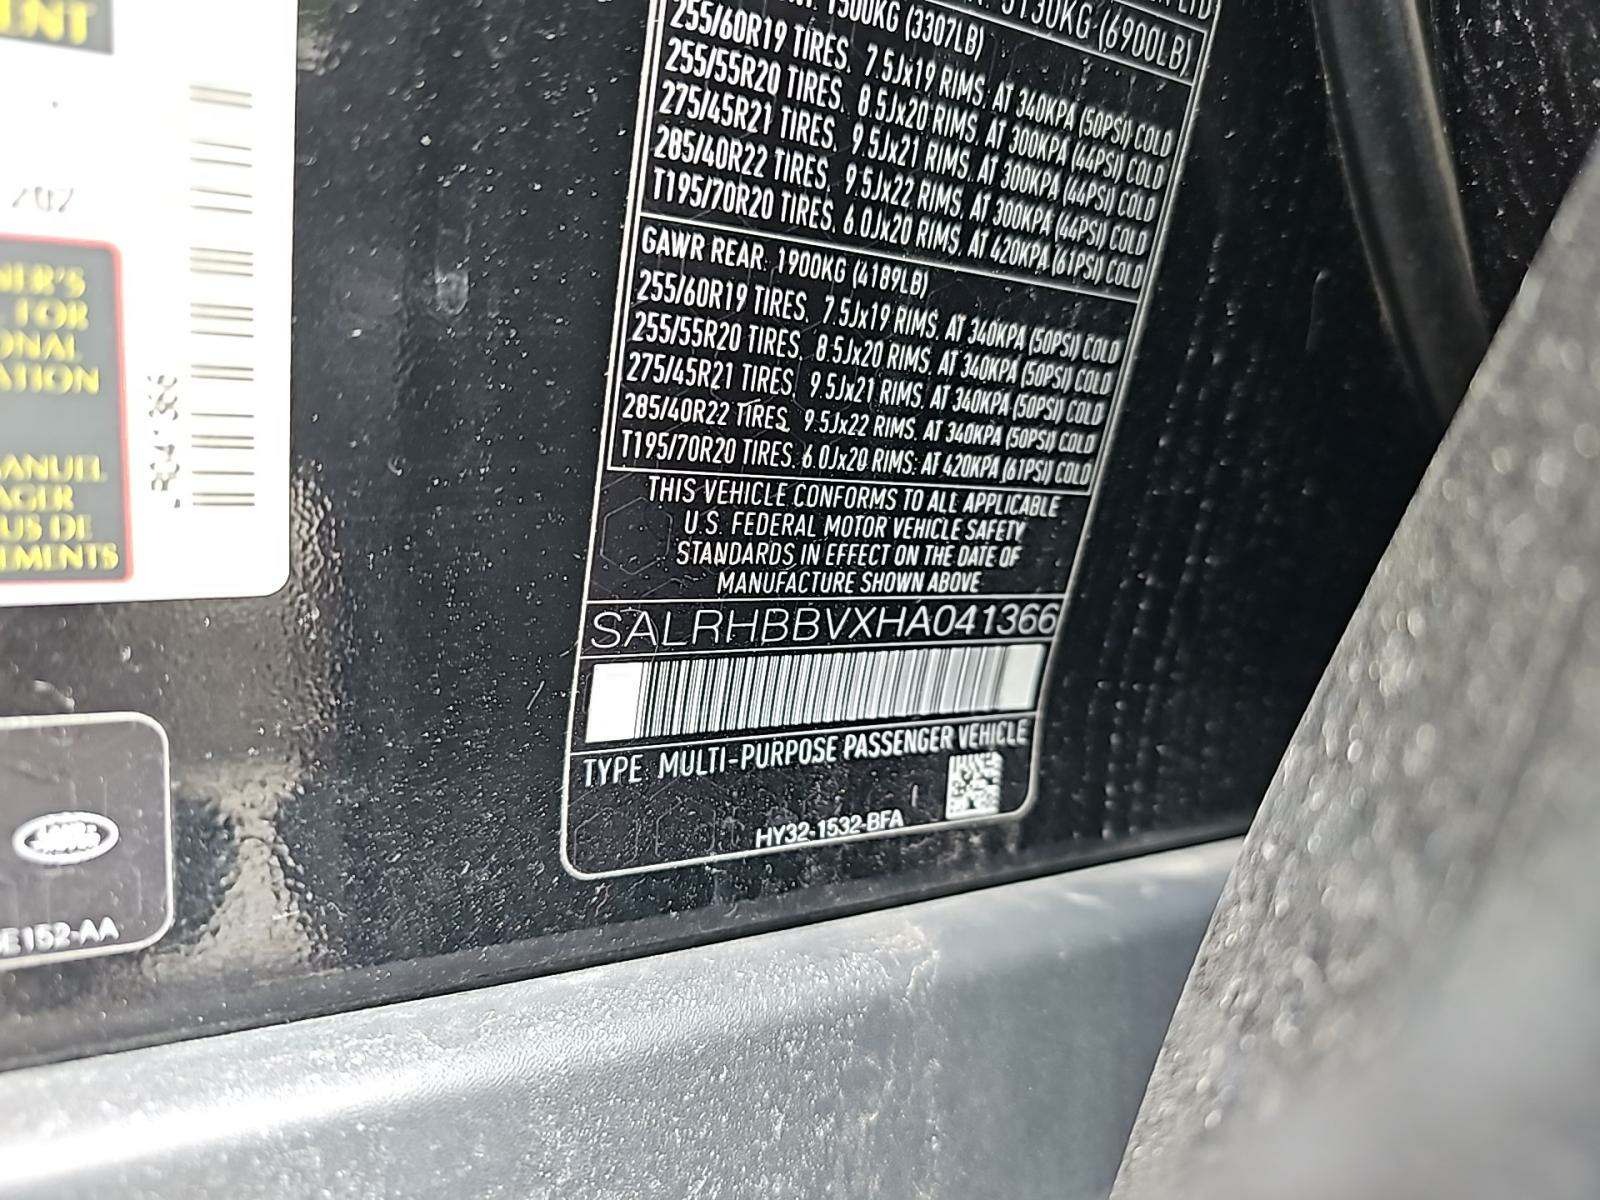 ENT
3130KG (6900LB)
1500KG (3307LB)
255/60R19 TIRES, 7.5Jx19 RIMS, AT 340KPA (50PSI) COLD
255/55R20 TIRES, 8.5Jx20 RIMS, AT 300KPA (44PSI) COLD
275/45R21 TIRES, 9.5Jx21 RIMS, AT 300KPA (44PSI) COLD
285/40R22 TIRES, 9.5Jx22 RIMS, AT 300KPA (44PSI) COLD
T195/70R20 TIRES, 6.0Jx20 RIMS, AT 420KPA (61PSI) COLD
GAWR REAR: 1900KG (4189LB)
255/60R19 TIRES, 7.5Jx19 RIMS, AT 340KPA (50PSI) COLD
255/55R20 TIRES, 8.5Jx20 RIMS, AT 340KPA (50PSI) COLD
275/45R21 TIRES, 9.5Jx21 RIMS, AT 340KPA (50PSI) COLD
285/40R22 TIRES, 9.5Jx22 RIMS, AT 340KPA (50PSI) COLD
T195/70R20 TIRES, 6.0Jx20 RIMS, AT 420KPA (61PSI) COLD
THIS VEHICLE CONFORMS TO ALL APPLICABLE
U.S. FEDERAL MOTOR VEHICLE SAFETY
STANDARDS IN EFFECT ON THE DATE OF
MANUFACTURE SHOWN ABOVE
SALRHBBVXHA041366
TYPE: MULTI-PURPOSE PASSENGER VEHICLE
HY32-1532-BFA
NER'S
FOR
ONAL
ATION
MANUEL
AGER
US DE
EMENTS
E152-AA